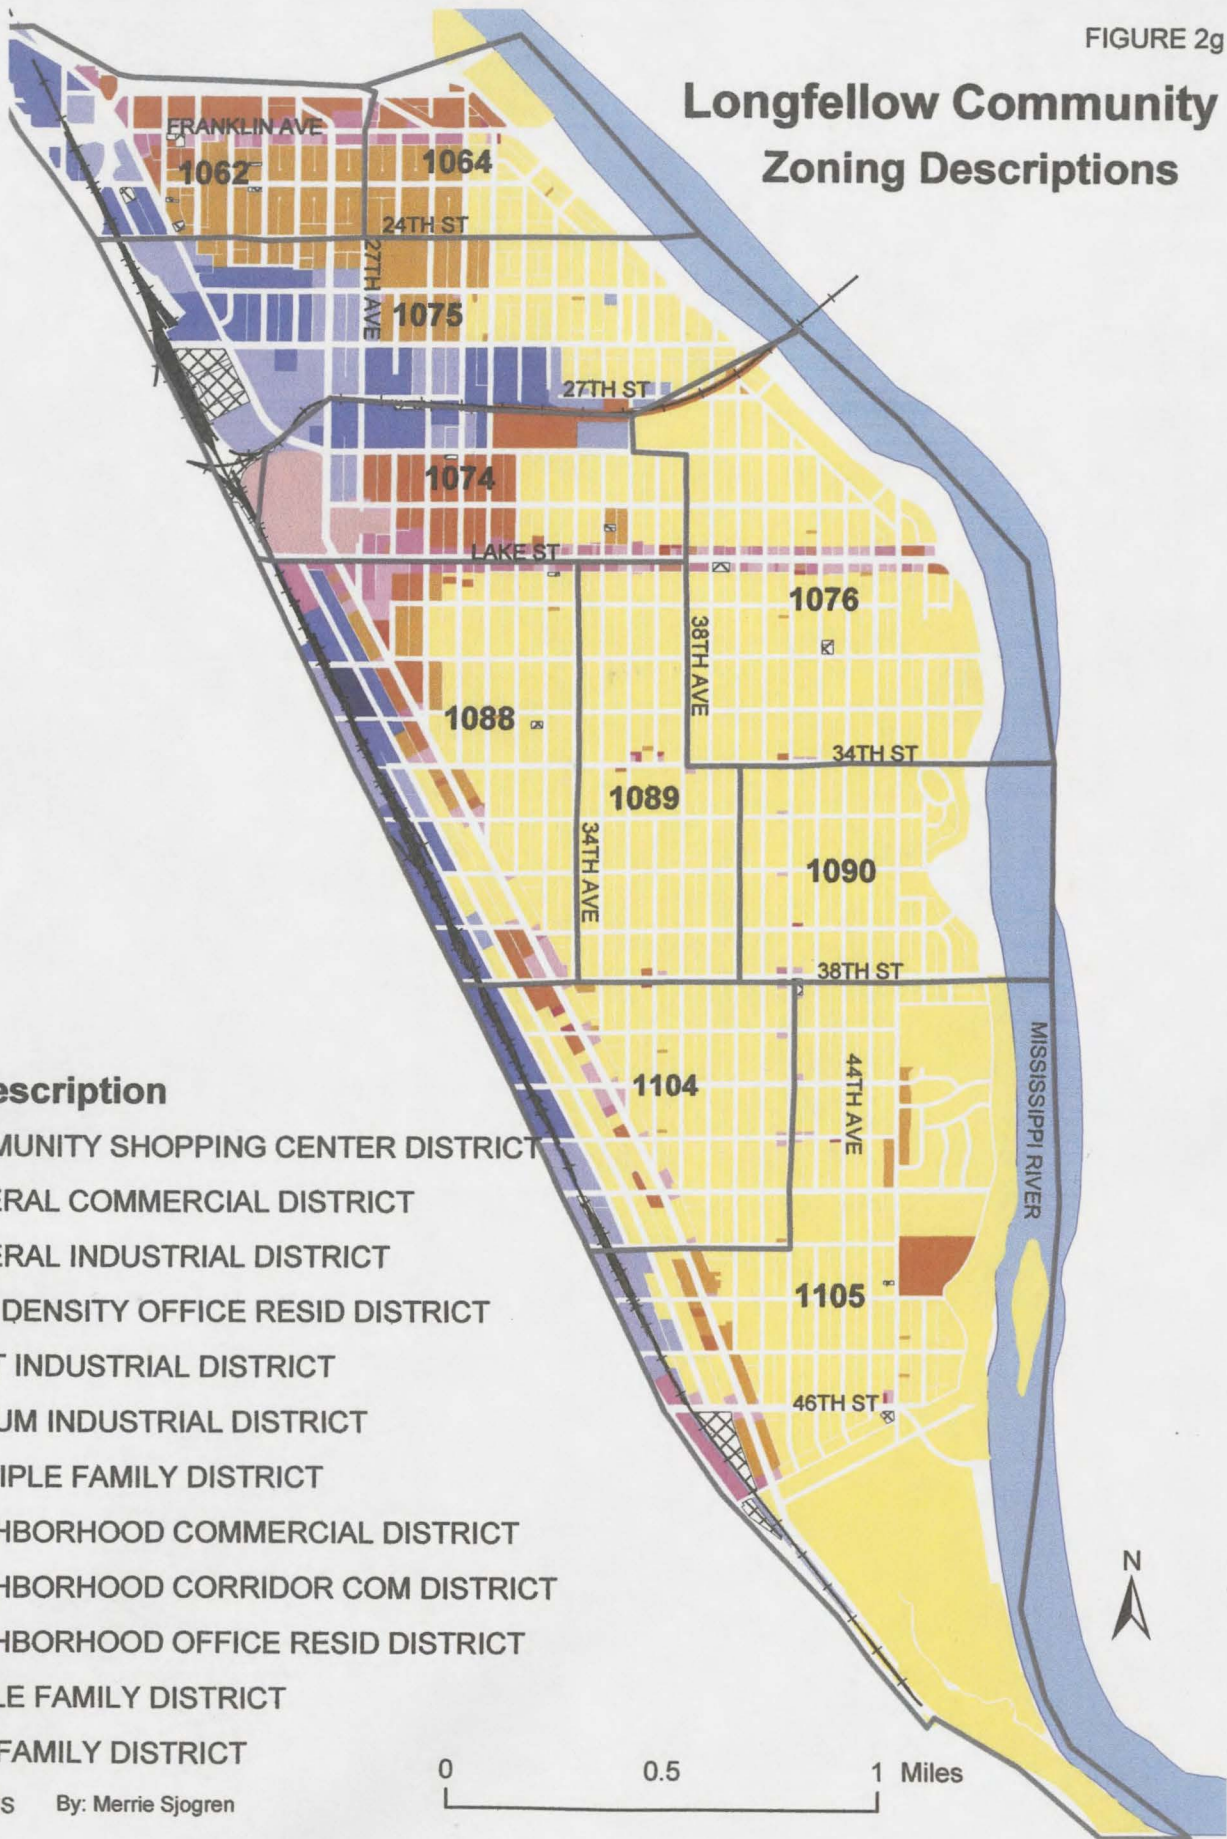 FIGURE 2g
Longfellow Community
Zoning Descriptions
FRANKLIN AVE
1062
1064
24TH ST
27TH AVE
1075
27TH ST
1074
LAKE ST
1076
38TH AVE
1088
34TH ST
1089
34TH AVE
1090
38TH ST
MISSISSIPPI RIVER
1104
44TH AVE
1105
46TH ST
escription
MUNITY SHOPPING CENTER DISTRICT
ERAL COMMERCIAL DISTRICT
ERAL INDUSTRIAL DISTRICT
DENSITY OFFICE RESID DISTRICT
T INDUSTRIAL DISTRICT
UM INDUSTRIAL DISTRICT
IPLE FAMILY DISTRICT
HBORHOOD COMMERCIAL DISTRICT
HBORHOOD CORRIDOR COM DISTRICT
HBORHOOD OFFICE RESID DISTRICT
LE FAMILY DISTRICT
FAMILY DISTRICT
S By: Merrie Sjogren
0 0.5 1 Miles
N